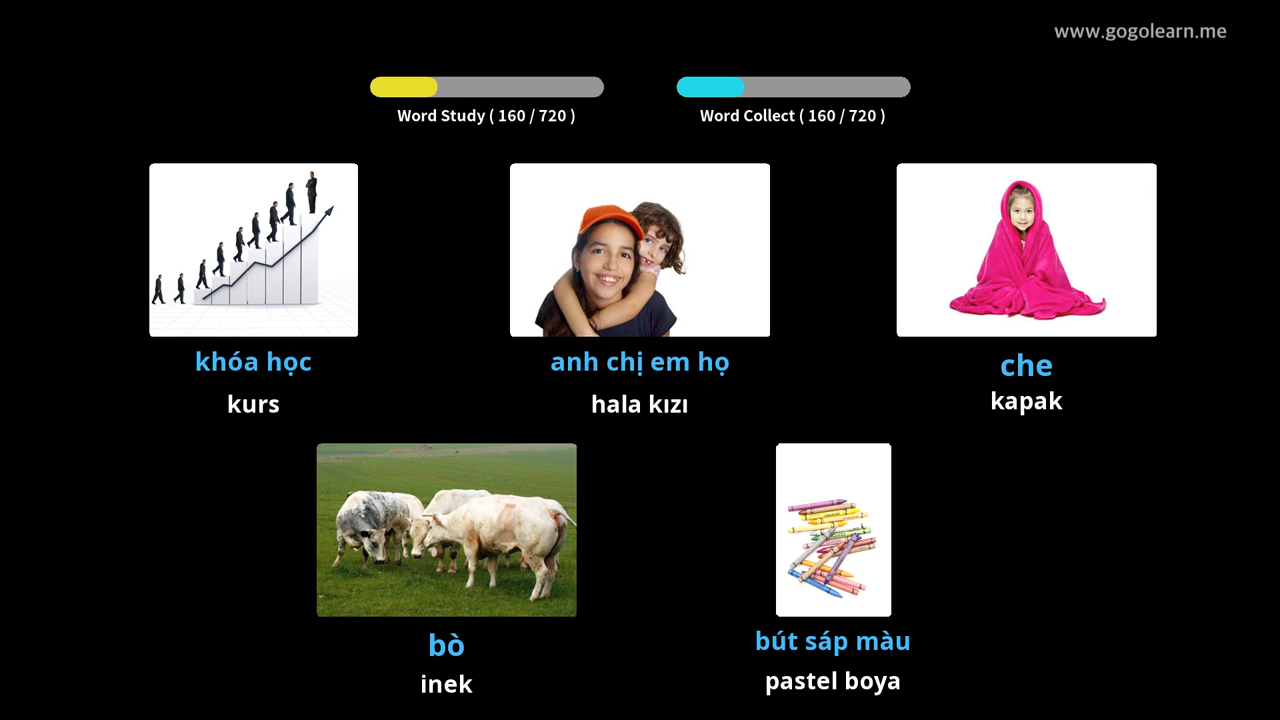 www.gogolearn.me
Word Study ( 160 / 720 )
Word Collect ( 160 / 720 )
khóa học
kurs
anh chị em họ
hala kızı
che
kapak
bò
inek
bút sáp màu
pastel boya